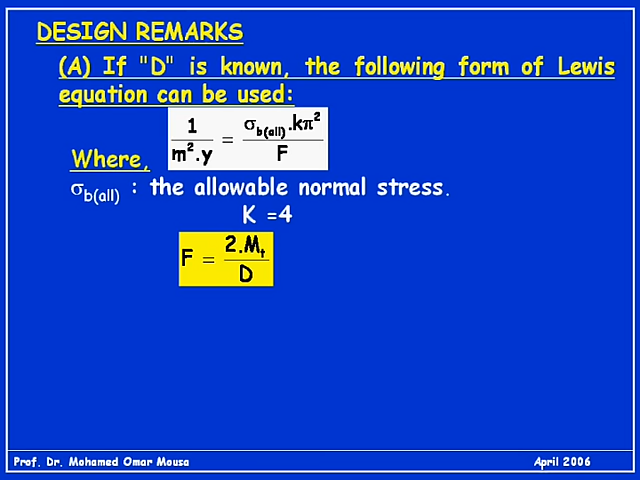 DESIGN REMARKS
(A) If "D" is known, the following form of Lewis
equation can be used:
1/m².y = σb(all).kπ²/F
Where,
σb(all) : the allowable normal stress.
K =4
F = 2.Mt/D
Prof. Dr. Mohamed Omar Mousa
April 2006